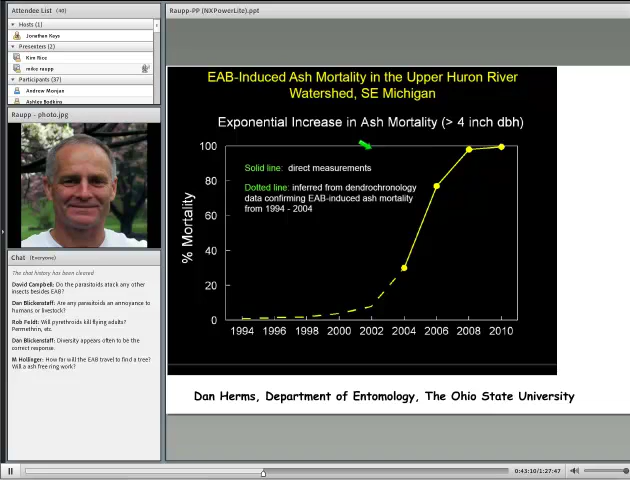 Attendee List (40)
Hosts (1)
Jonathan Kays
Presenters (2)
Kim Rice
mike raupp
Participants (37)
Andrew Monjan
Ashley Bodkins
Raupp - photo.jpg
Chat (Everyone)
The chat history has been cleared
David Campbell: Do the parasitoids atack any other
insects besides EAB?
Dan Blickenstaff: Are any parasitoids an annoyance to
humans or livestock?
Rob Feldt: Will pyrethroids kill flying adults?
Permethrin, etc.
Dan Blickenstaff: Diversity appears often to be the
correct response.
M Hollinger: How far will the EAB travel to find a tree?
Will a ash free ring work?
Raupp-PP (NXPowerLite).ppt
EAB-Induced Ash Mortality in the Upper Huron River
Watershed, SE Michigan
Exponential Increase in Ash Mortality (> 4 inch dbh)
Solid line: direct measurements
Dotted line: inferred from dendrochronology
data confirming EAB-induced ash mortality
from 1994 - 2004
% Mortality
100
80
60
40
20
0
1994 1996 1998 2000 2002 2004 2006 2008 2010
Dan Herms, Department of Entomology, The Ohio State University
0:43:10/1:27:47